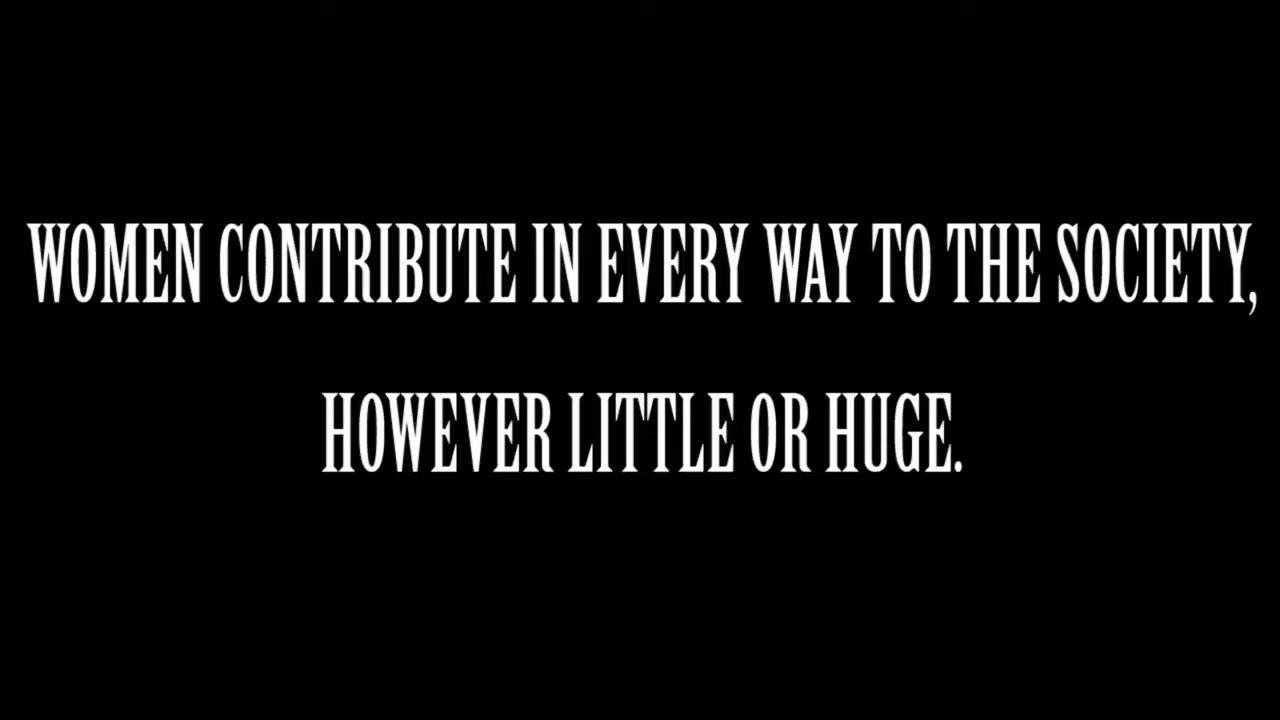 WOMEN CONTRIBUTE IN EVERY WAY TO THE SOCIETY,
HOWEVER LITTLE OR HUGE.